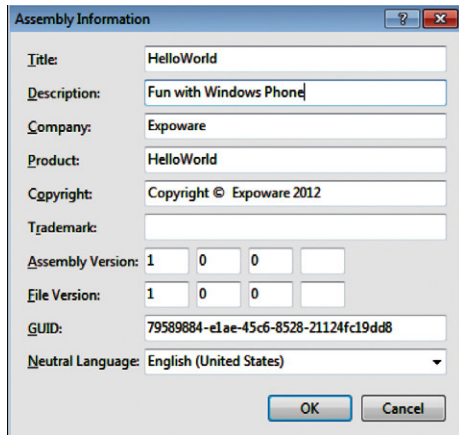 Assembly Information
Title: HelloWorld
Description: Fun with Windows Phone
Company: Expoware
Product: HelloWorld
Copyright: Copyright © Expoware 2012
Trademark:
Assembly Version: 1 0 0
File Version: 1 0 0
GUID: 79589884-e1ae-45c6-8528-21124fc19dd8
Neutral Language: English (United States)
OK Cancel